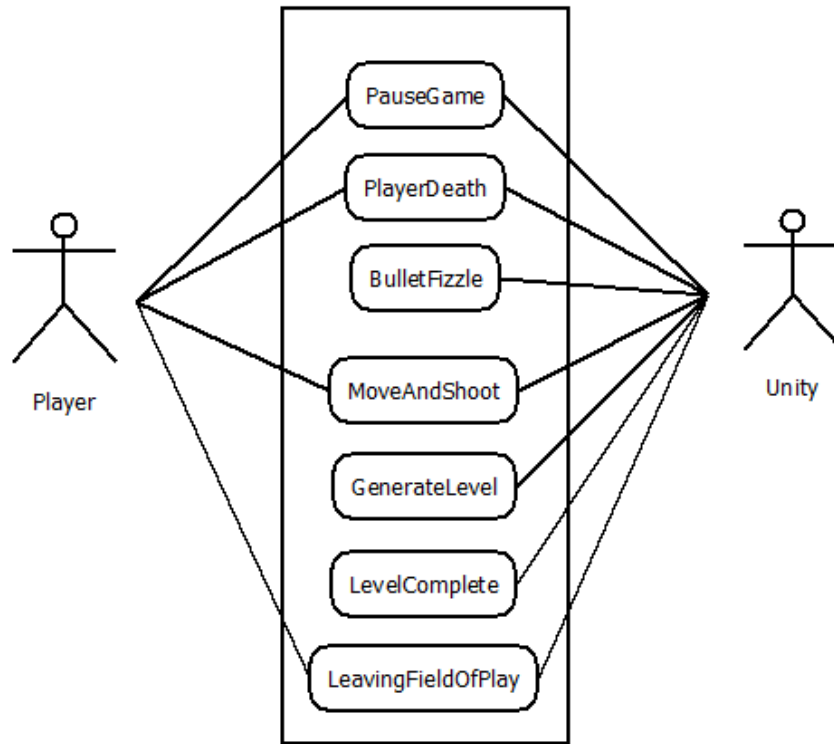 PauseGame
PlayerDeath
BulletFizzle
MoveAndShoot
Player
Unity
GenerateLevel
LevelComplete
LeavingFieldOfPlay